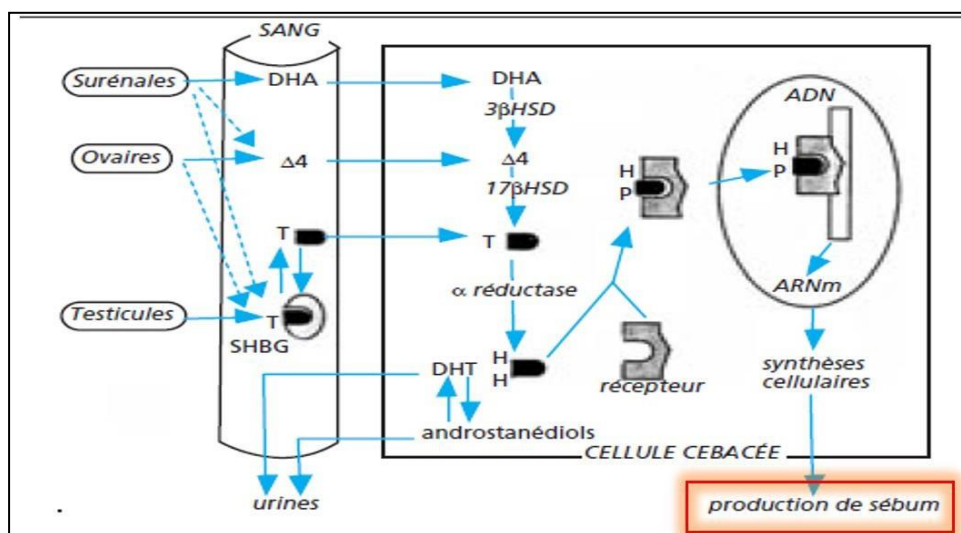 SANG
Surénales
DHA
DHA
3βHSD
ADN
Ovaires
Δ4
Δ4
17βHSD
H
P
H
P
T
T
α réductase
ARNm
Testicules
T
SHBG
DHT
H
H
récepteur
synthèses
cellulaires
androstanédiols
CELLULE CEBACÉE
urines
production de sébum
.